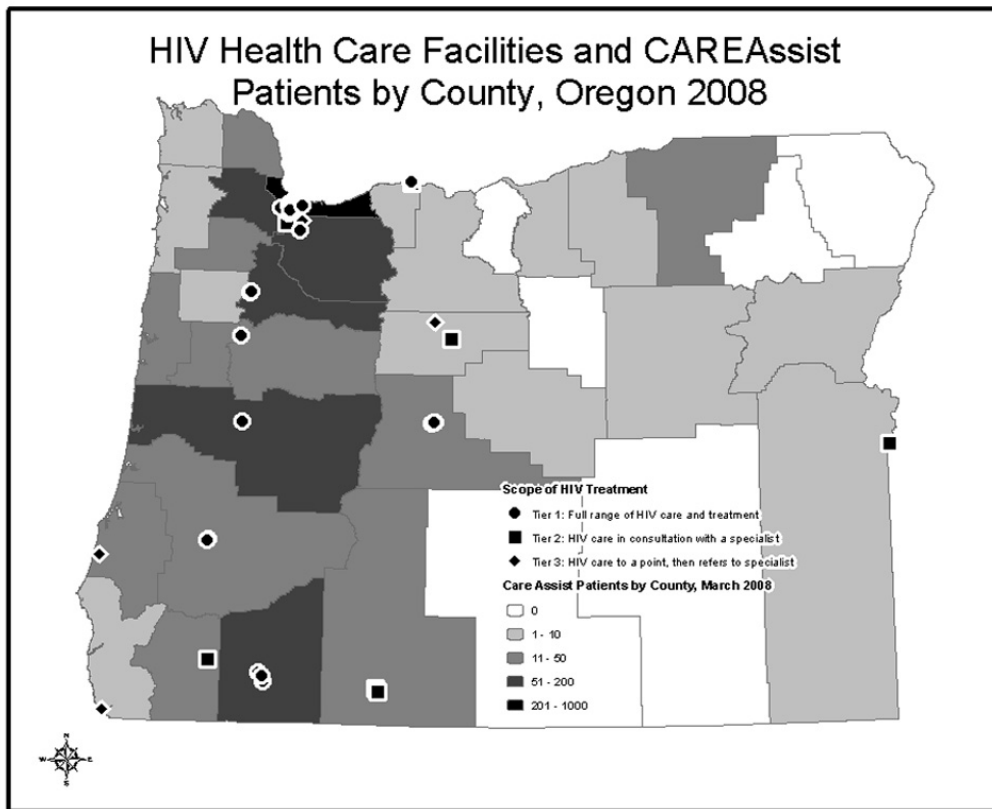 HIV Health Care Facilities and CAREAssist
Patients by County, Oregon 2008
Scope of HIV Treatment
Tier 1: Full range of HIV care and treatment
Tier 2: HIV care in consultation with a specialist
Tier 3: HIV care to a point, then refers to specialist
Care Assist Patients by County, March 2008
0
1 - 10
11 - 50
51 - 200
201 - 1000
N
W E
S